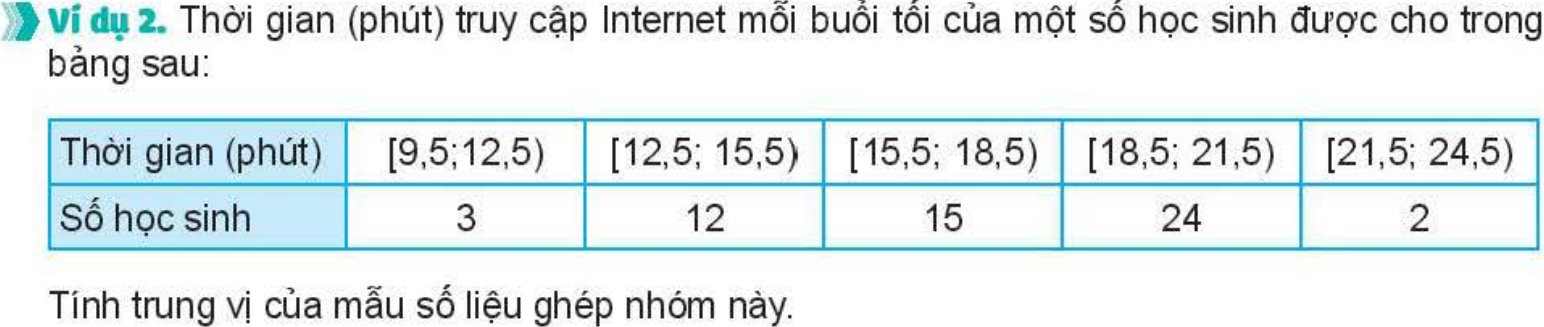 Ví dụ 2. Thời gian (phút) truy cập Internet mỗi buổi tối của một số học sinh được cho trong
bảng sau:
Thời gian (phút) [9,5;12,5) [12,5; 15,5) [15,5; 18,5) [18,5; 21,5) [21,5; 24,5)
Số học sinh 3 12 15 24 2
Tính trung vị của mẫu số liệu ghép nhóm này.